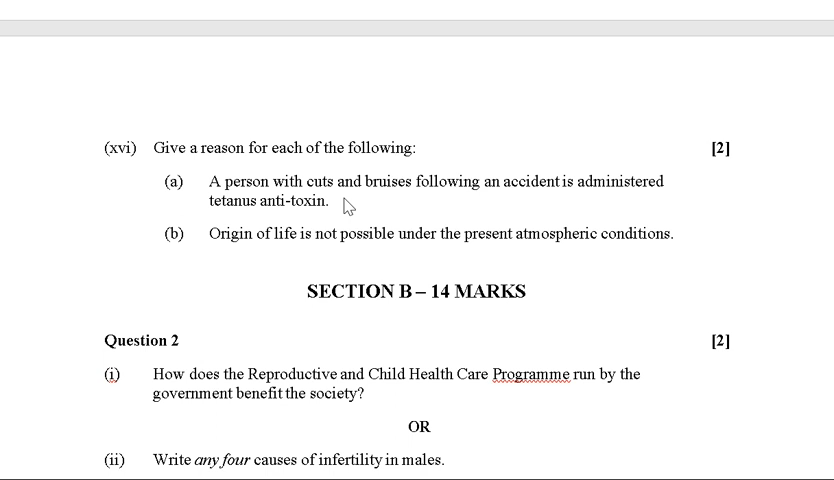 (xvi) Give a reason for each of the following: [2]
(a) A person with cuts and bruises following an accident is administered
tetanus anti-toxin.
(b) Origin of life is not possible under the present atmospheric conditions.
SECTION B – 14 MARKS
Question 2 [2]
(i) How does the Reproductive and Child Health Care Programme run by the
government benefit the society?
OR
(ii) Write any four causes of infertility in males.